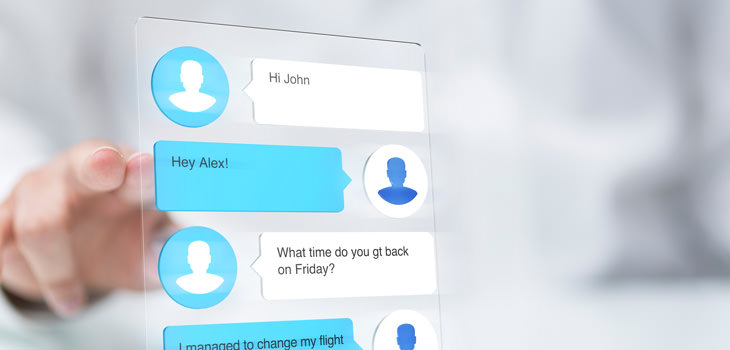 Hi John
Hey Alex!
What time do you gt back
on Friday?
I managed to change my flight